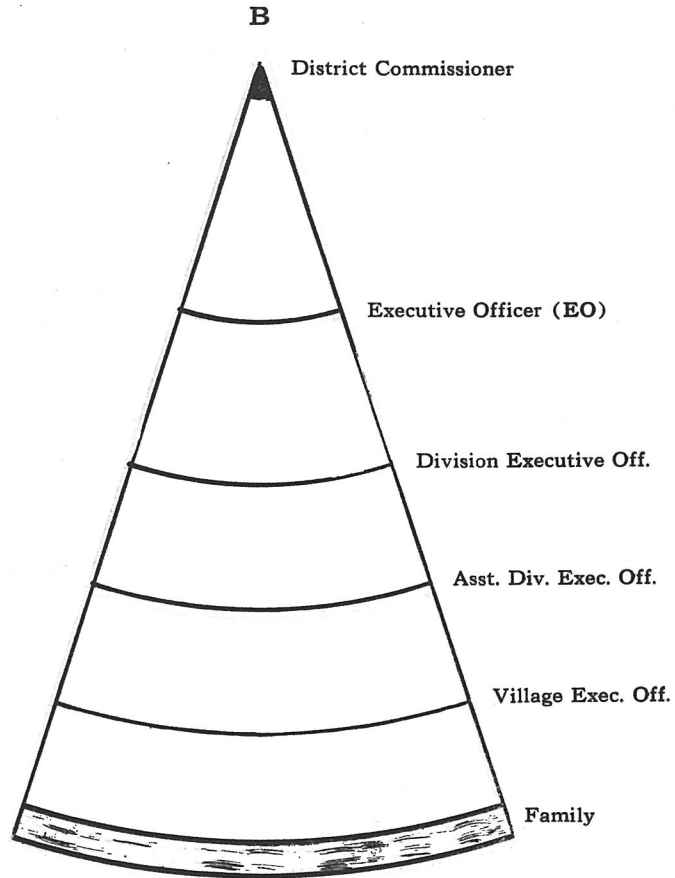 B
District Commissioner
Executive Officer (EO)
Division Executive Off.
Asst. Div. Exec. Off.
Village Exec. Off.
Family